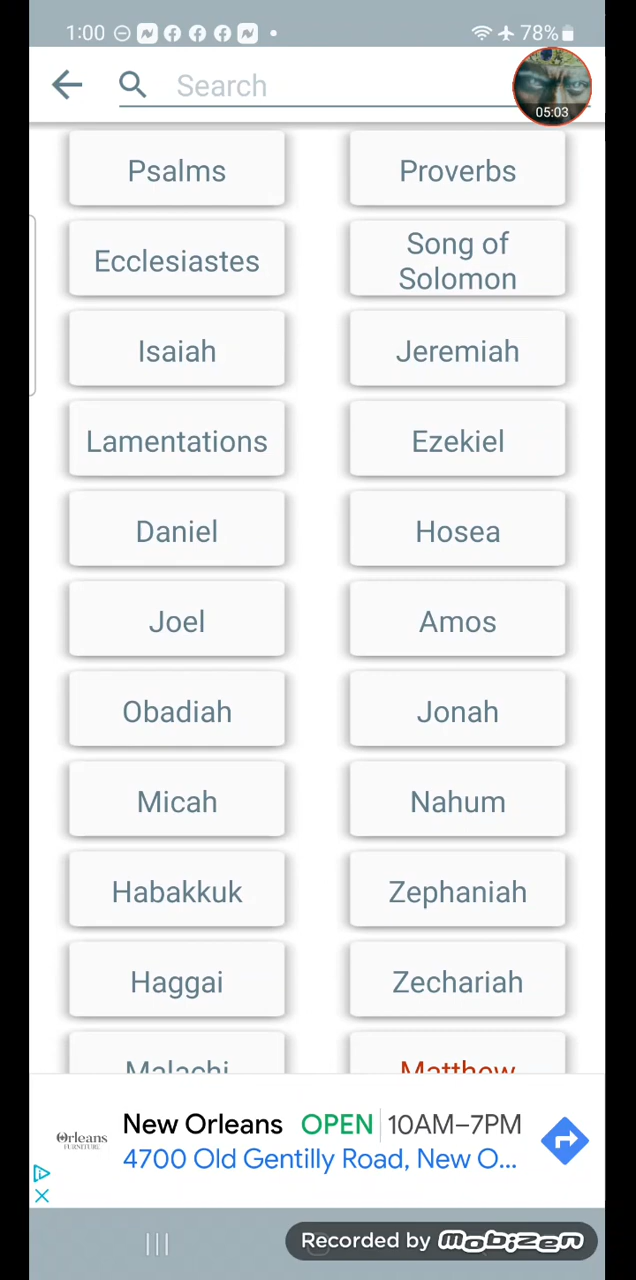 1:00 78%
Search
05:03
Psalms Proverbs
Ecclesiastes Song of
Solomon
Isaiah Jeremiah
Lamentations Ezekiel
Daniel Hosea
Joel Amos
Obadiah Jonah
Micah Nahum
Habakkuk Zephaniah
Haggai Zechariah
Malachi Matthew
New Orleans OPEN 10AM–7PM
Orleans
FURNITURE
4700 Old Gentilly Road, New O...
Recorded by mobizen